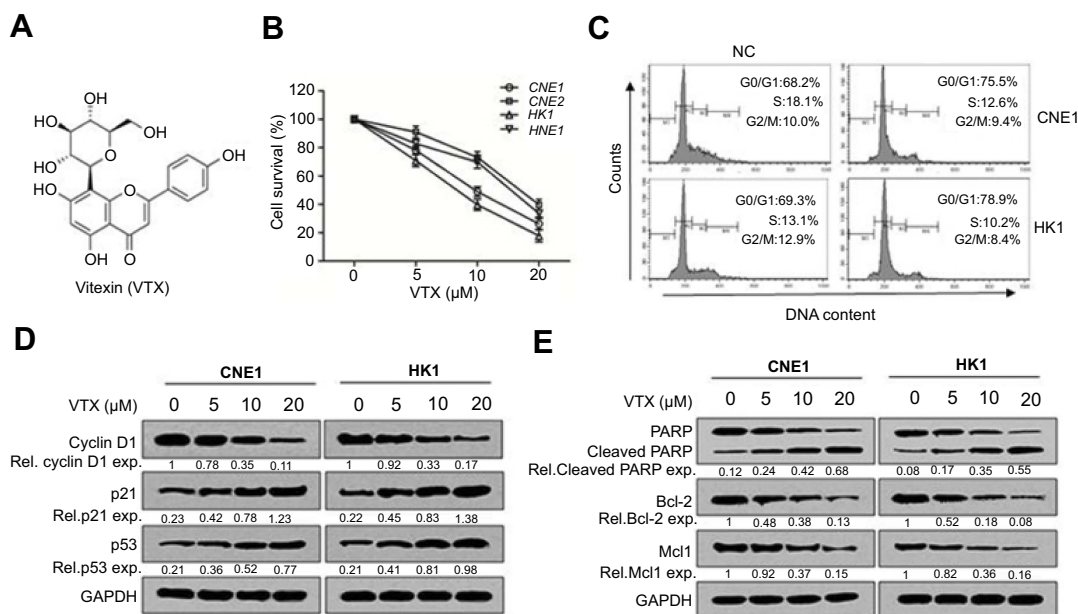 A
OH
HO
OH
HO
OH
HO
O
OH
HO
O
OH
O
Vitexin (VTX)
B
Cell survival (%)
120
100
80
60
40
20
0
0
5
10
20
VTX (µM)
CNE1
CNE2
HK1
HNE1
C
NC
G0/G1:68.2%
S:18.1%
G2/M:10.0%
G0/G1:75.5%
S:12.6%
G2/M:9.4%
CNE1
G0/G1:69.3%
S:13.1%
G2/M:12.9%
G0/G1:78.9%
S:10.2%
G2/M:8.4%
HK1
Counts
DNA content
D
CNE1 HK1
VTX (µM) 0 5 10 20 0 5 10 20
Cyclin D1
Rel. cyclin D1 exp. 1 0.78 0.35 0.11 1 0.92 0.33 0.17
p21
Rel.p21 exp. 0.23 0.42 0.78 1.23 0.22 0.45 0.83 1.38
p53
Rel.p53 exp. 0.21 0.36 0.52 0.77 0.21 0.41 0.81 0.98
GAPDH
E
CNE1 HK1
VTX (µM) 0 5 10 20 0 5 10 20
PARP
Cleaved PARP
Rel.Cleaved PARP exp. 0.12 0.24 0.42 0.68 0.08 0.17 0.35 0.55
Bcl-2
Rel.Bcl-2 exp. 1 0.48 0.38 0.13 1 0.52 0.18 0.08
Mcl1
Rel.Mcl1 exp. 1 0.92 0.37 0.15 1 0.82 0.36 0.16
GAPDH